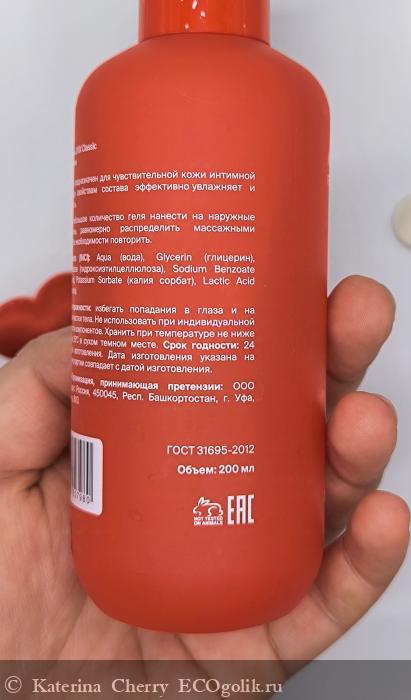 Classic
для чувствительной кожи интимной
свойствам состава эффективно увлажняет и
количество геля нанести на наружные
равномерно распределить массажными
необходимости повторить.
(INCI): Aqua (вода), Glycerin (глицерин),
(гидроксиэтилцеллюлоза), Sodium Benzoate
Potassium Sorbate (калия сорбат), Lactic Acid
избегать попадания в глаза и на
тела. Не использовать при индивидуальной
компонентов. Хранить при температуре не ниже
в сухом темном месте. Срок годности: 24
изготовления. Дата изготовления указана на
совпадает с датой изготовления.
принимающая претензии: ООО
Россия, 450045, Респ. Башкортостан, г. Уфа,
ГОСТ 31695-2012
Объем: 200 мл
NOT TESTED
ON ANIMALS
EAC
© Katerina Cherry ECOgolik.ru